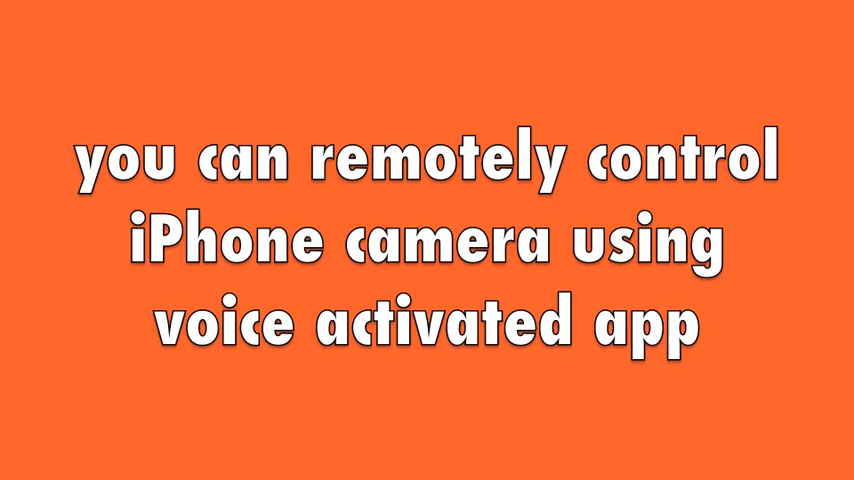 you can remotely control
iPhone camera using
voice activated app